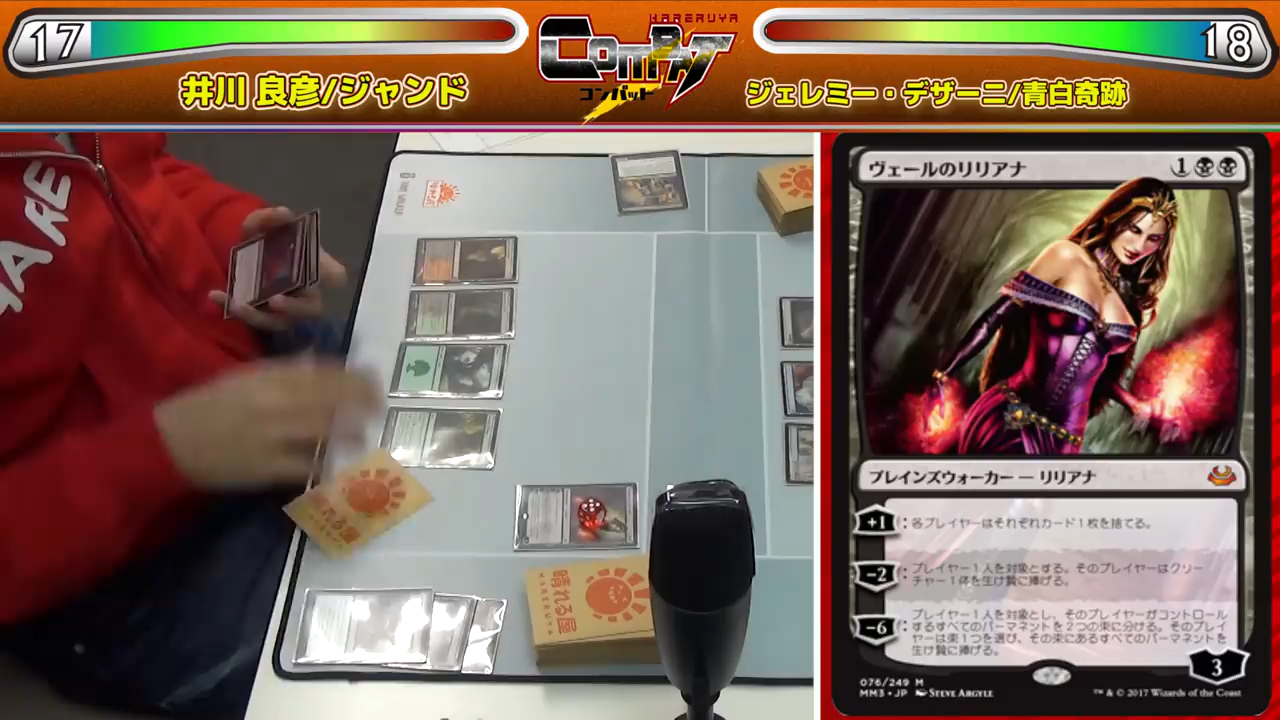 17
井川 良彦/ジャンド
HARERUYA
COMPAT
コンパット
18
ジェレミー・デザーニ/青白奇跡
ARE
晴れる屋
HARERUYA
れる屋
ヴェールのリリアナ 1
プレインズウォーカー — リリアナ
+1 : 各プレイヤーはそれぞれカード1枚を捨てる。
-2 : プレイヤー1人を対象とする。そのプレイヤーはクリー
チャー1体を生け贄に捧げる。
-6 : プレイヤー1人を対象とし、そのプレイヤーがコントロール
するすべてのパーマネントを2つの束に分ける。そのプレイ
ヤーは束1つを選び、その束にあるすべてのパーマネントを
生け贄に捧げる。
3
076/249 M
MM3 • JP STEVE ARGYLE
™ & © 2017 Wizards of the Coast